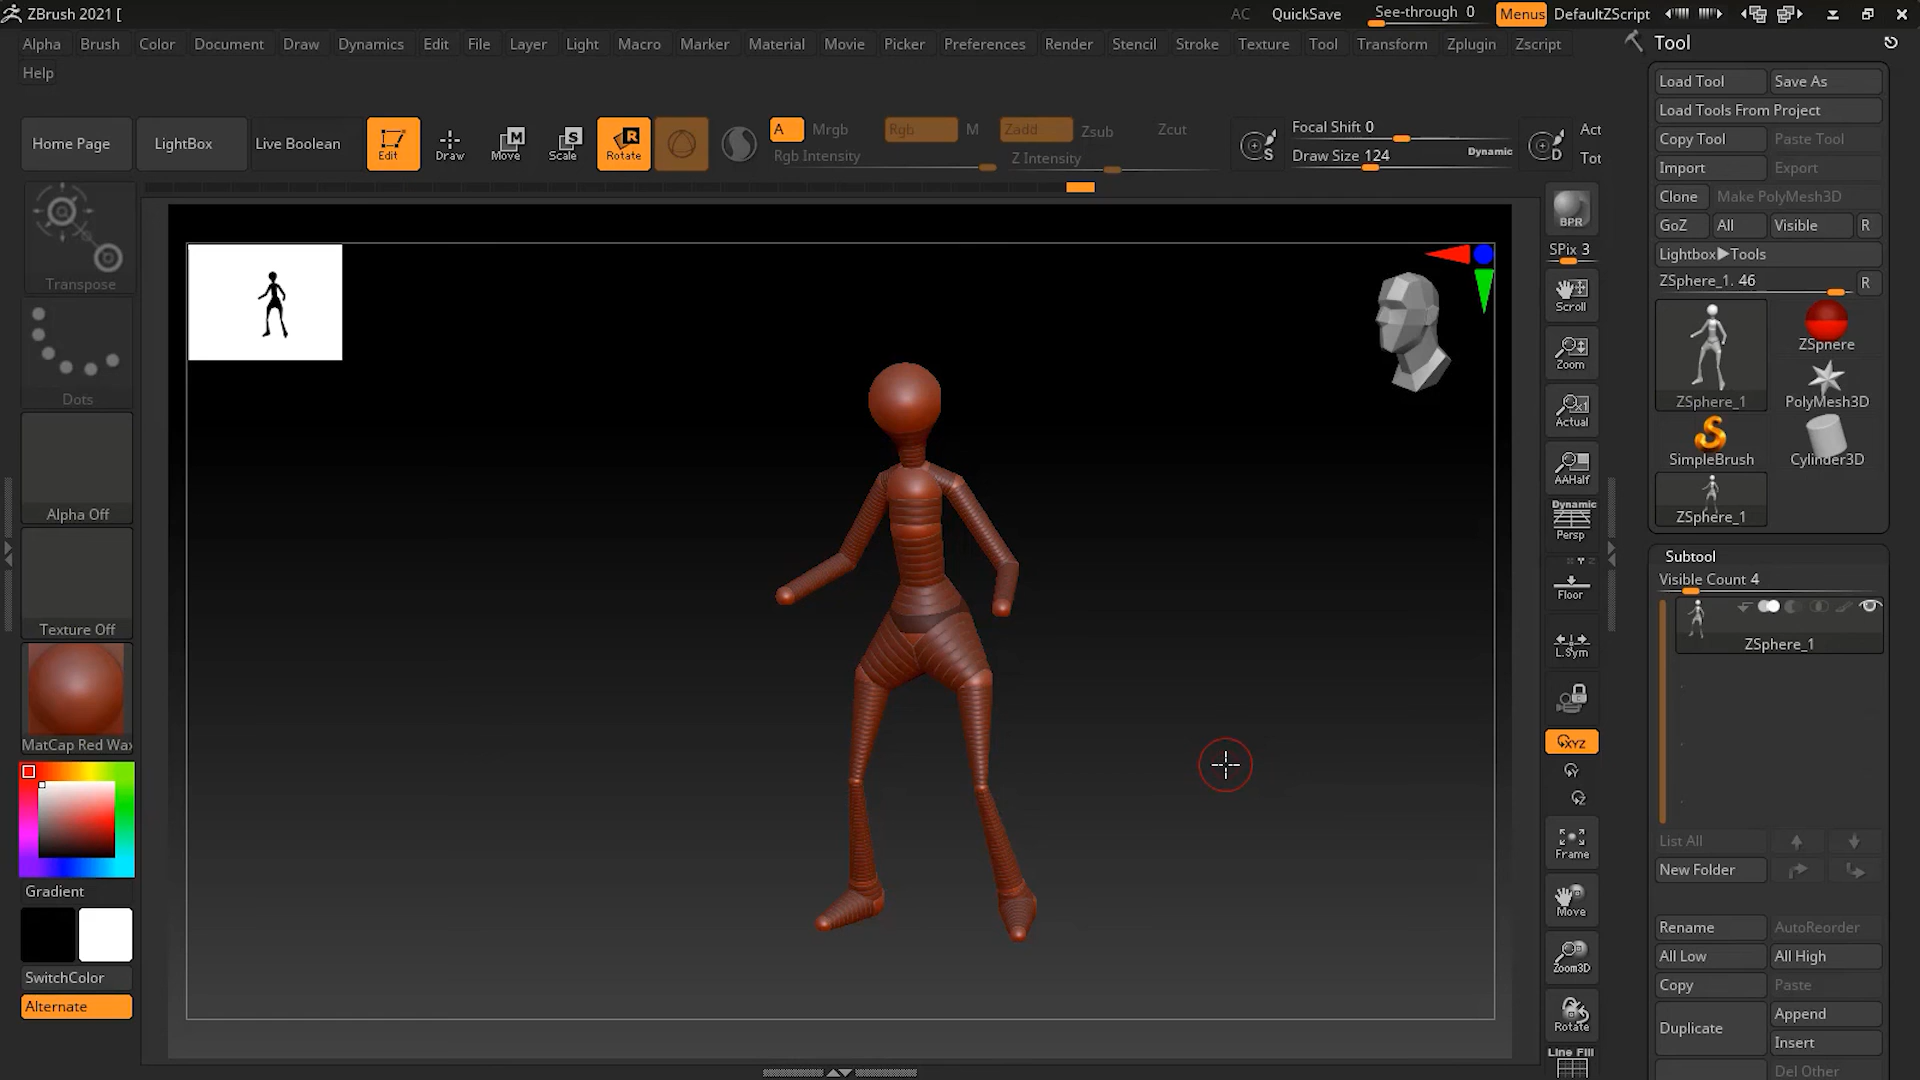 ZBrush 2021 [
AC QuickSave See-through 0 Menus DefaultZScript
Alpha Brush Color Document Draw Dynamics Edit File Layer Light Macro Marker Material Movie Picker Preferences Render Stencil Stroke Texture Tool Transform Zplugin Zscript
Help
Home Page LightBox Live Boolean Edit Draw Move Scale Rotate
A Mrgb Rgb M Zadd Zsub Zcut
Rgb Intensity Z Intensity
Focal Shift 0
Draw Size 124 Dynamic
Act
Tot
Transpose
Dots
Alpha Off
Texture Off
MatCap Red Wax
Gradient
SwitchColor
Alternate
BPR
SPix 3
Scroll
Zoom
Actual
AAHalf
Dynamic
Persp
Floor
L.Sym
XYZ
Y
Z
Frame
Move
Zoom3D
Rotate
Line Fill
Tool
Load Tool Save As
Load Tools From Project
Copy Tool Paste Tool
Import Export
Clone Make PolyMesh3D
GoZ All Visible R
Lightbox▶Tools
ZSphere_1. 46 R
ZSphere_1 ZSphere
PolyMesh3D
SimpleBrush Cylinder3D
ZSphere_1
Subtool
Visible Count 4
ZSphere_1
List All
New Folder
Rename AutoReorder
All Low All High
Copy Paste
Duplicate Append
Insert
Del Other